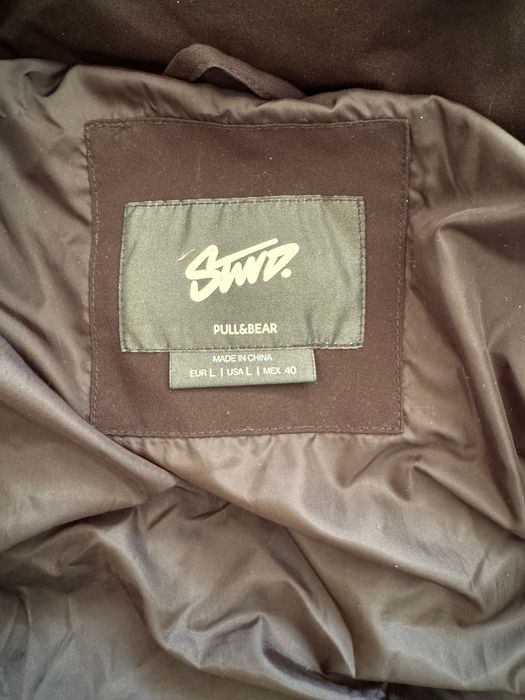 STWD.
PULL&BEAR
MADE IN CHINA
EUR L | USA L | MEX 40